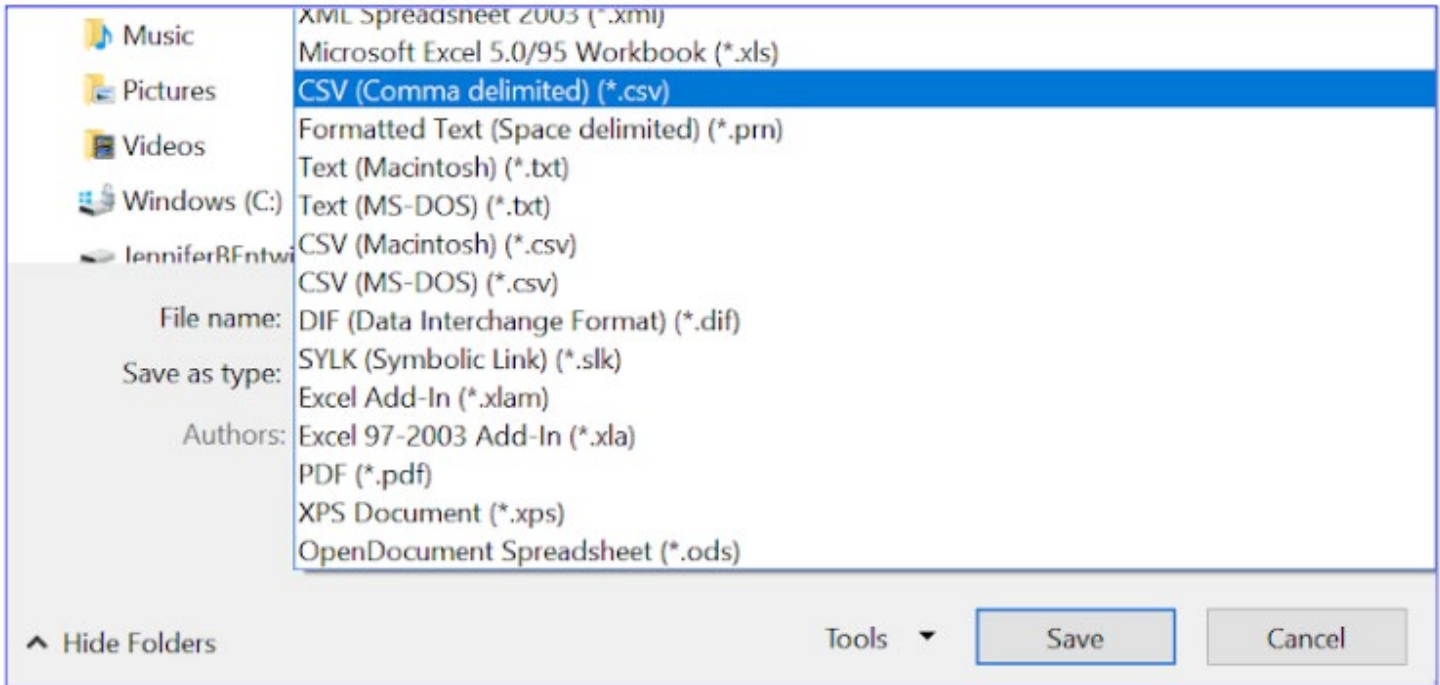 XML Spreadsheet 2003 (*.xml)
Music
Microsoft Excel 5.0/95 Workbook (*.xls)
Pictures
CSV (Comma delimited) (*.csv)
Formatted Text (Space delimited) (*.prn)
Videos
Text (Macintosh) (*.txt)
Windows (C:)
Text (MS-DOS) (*.txt)
JenniferBEntwi
CSV (Macintosh) (*.csv)
CSV (MS-DOS) (*.csv)
File name:
DIF (Data Interchange Format) (*.dif)
Save as type:
SYLK (Symbolic Link) (*.slk)
Excel Add-In (*.xlam)
Authors:
Excel 97-2003 Add-In (*.xla)
PDF (*.pdf)
XPS Document (*.xps)
OpenDocument Spreadsheet (*.ods)
Hide Folders
Tools
Save
Cancel